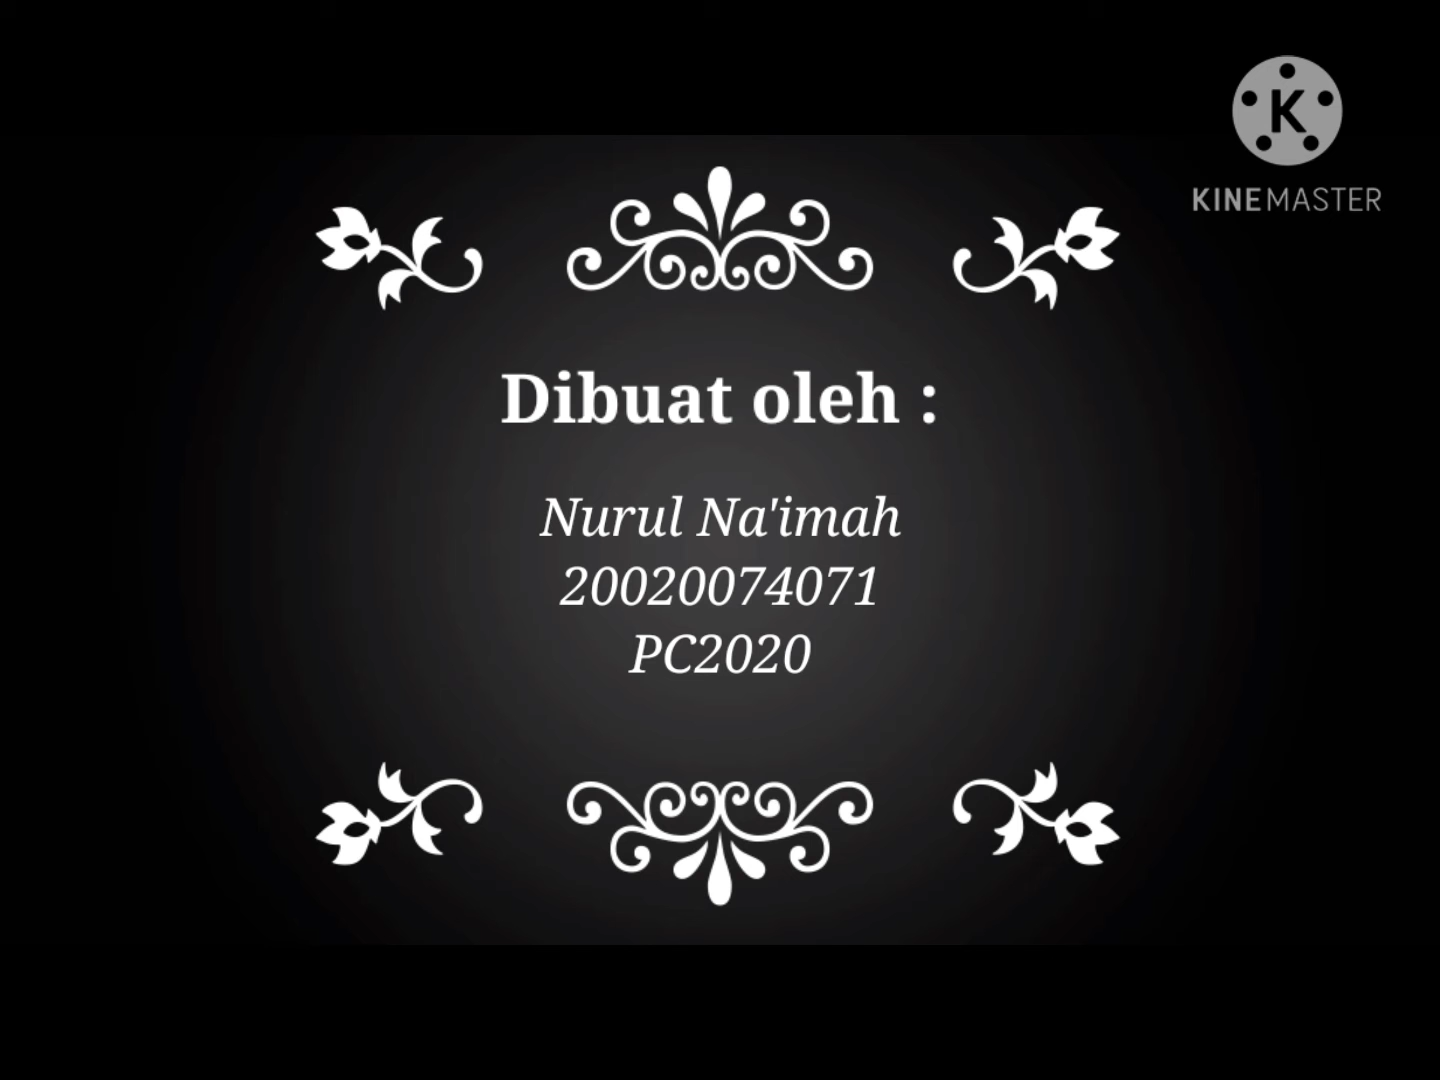 K
KINEMASTER
Dibuat oleh :
Nurul Na'imah
20020074071
PC2020